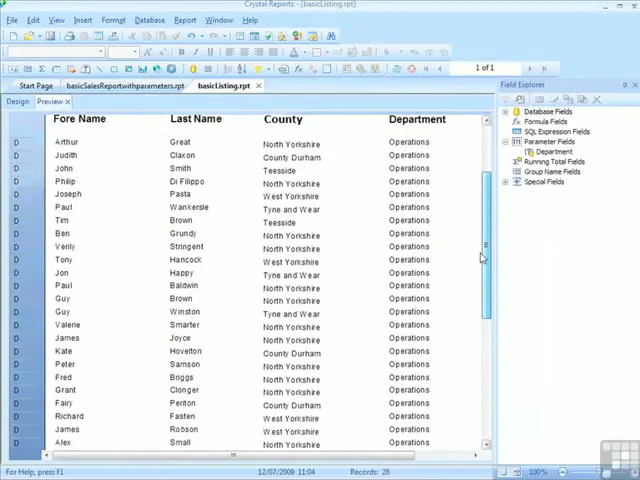 Crystal Reports - [basicListing.rpt]
File Edit View Insert Format Database Report Window Help
1 of 1
Start Page basicSalesReportwithparameters.rpt basicListing.rpt
Design Preview
Field Explorer
Fore Name Last Name County Department
D Arthur Great North Yorkshire Operations
D Judith Claxon County Durham Operations
D John Smith Teesside Operations
D Philip Di Filippo North Yorkshire Operations
D Joseph Pasta West Yorkshire Operations
D Paul Wankersle Tyne and Wear Operations
D Tim Brown Teesside Operations
D Ben Grundy North Yorkshire Operations
D Verily Stringent North Yorkshire Operations
D Tony Hancock West Yorkshire Operations
D Jon Happy Tyne and Wear Operations
D Paul Baldwin North Yorkshire Operations
D Guy Brown North Yorkshire Operations
D Guy Winston Tyne and Wear Operations
D Valerie Smarter North Yorkshire Operations
D James Joyce North Yorkshire Operations
D Kate Hovelton County Durham Operations
D Peter Samson North Yorkshire Operations
D Fred Briggs North Yorkshire Operations
D Grant Clonger North Yorkshire Operations
D Fairy Periton County Durham Operations
D Richard Fasten West Yorkshire Operations
D James Robson West Yorkshire Operations
D Alex Small North Yorkshire Operations
Database Fields
Formula Fields
SQL Expression Fields
Parameter Fields
Department
Running Total Fields
Group Name Fields
Special Fields
For Help, press F1 12/07/2009 11:04 Records: 28 100%